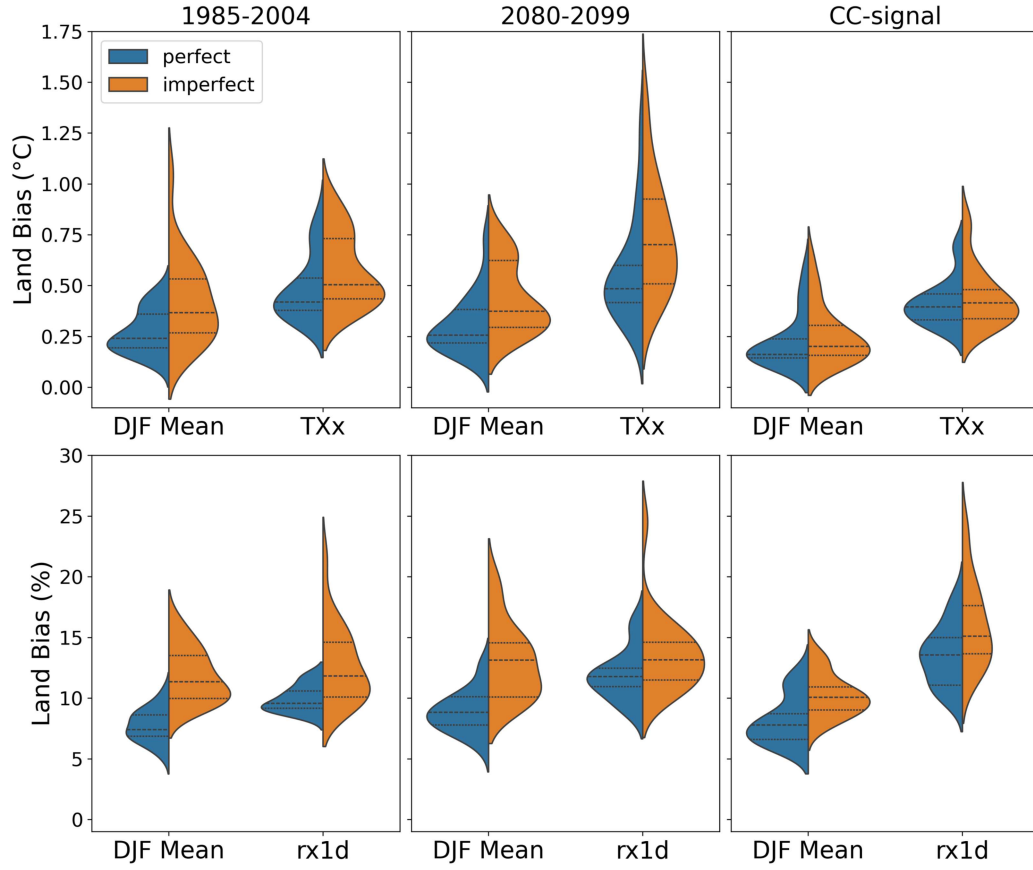 1985-2004 2080-2099 CC-signal
perfect
imperfect
Land Bias (°C)
1.75
1.50
1.25
1.00
0.75
0.50
0.25
0.00
DJF Mean TXx DJF Mean TXx DJF Mean TXx
Land Bias (%)
30
25
20
15
10
5
0
DJF Mean rx1d DJF Mean rx1d DJF Mean rx1d